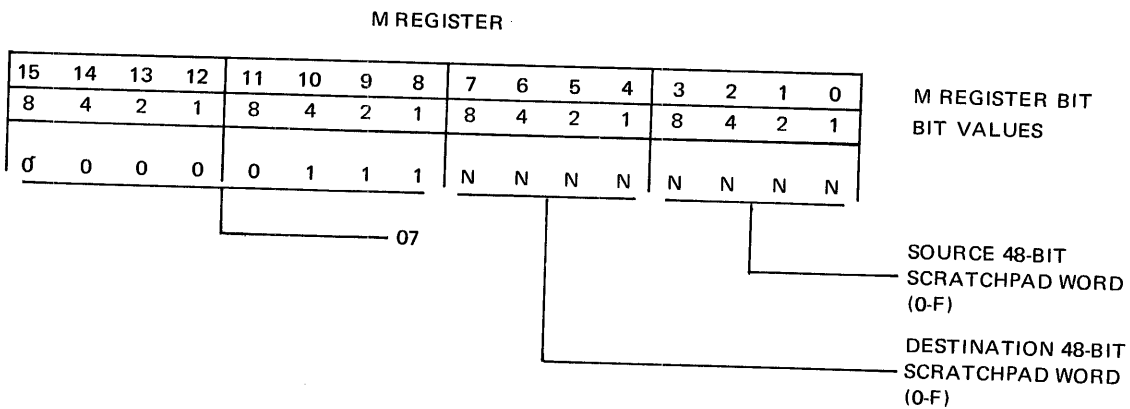 M REGISTER
15 14 13 12 11 10 9 8 7 6 5 4 3 2 1 0 M REGISTER BIT
8 4 2 1 8 4 2 1 8 4 2 1 8 4 2 1 BIT VALUES
0 0 0 0 0 1 1 1 N N N N N N N N
07
SOURCE 48-BIT
SCRATCHPAD WORD
(0-F)
DESTINATION 48-BIT
SCRATCHPAD WORD
(0-F)